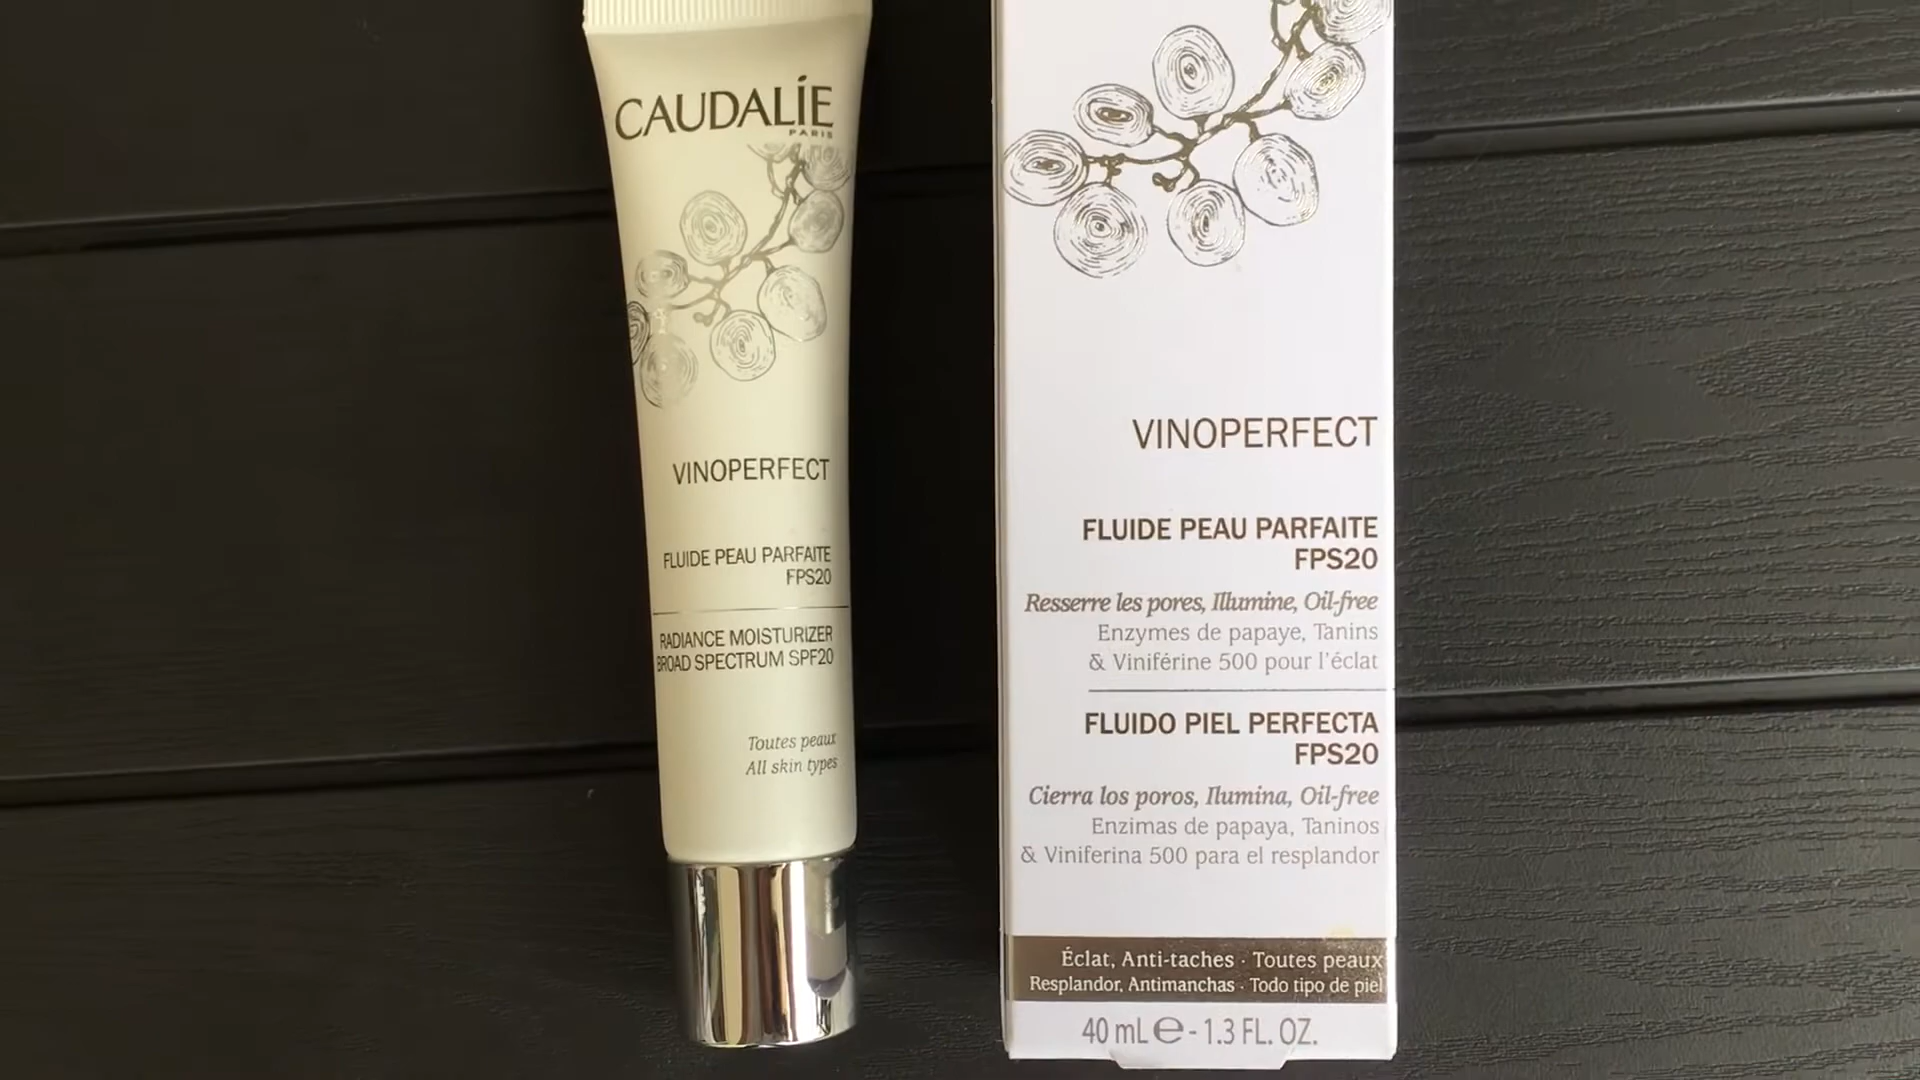 CAUDALÍE
PARIS
VINOPERFECT
FLUIDE PEAU PARFAITE
FPS20
RADIANCE MOISTURIZER
BROAD SPECTRUM SPF20
Toutes peaux
All skin types
VINOPERFECT
FLUIDE PEAU PARFAITE
FPS20
Resserre les pores, Illumine, Oil-free
Enzymes de papaye, Tanins
& Viniférine 500 pour l'éclat
FLUIDO PIEL PERFECTA
FPS20
Cierra los poros, Ilumina, Oil-free
Enzimas de papaya, Taninos
& Viniferina 500 para el resplandor
Éclat, Anti-taches · Toutes peaux
Resplandor, Antimanchas · Todo tipo de piel
40 mL ℮ - 1.3 FL. OZ.